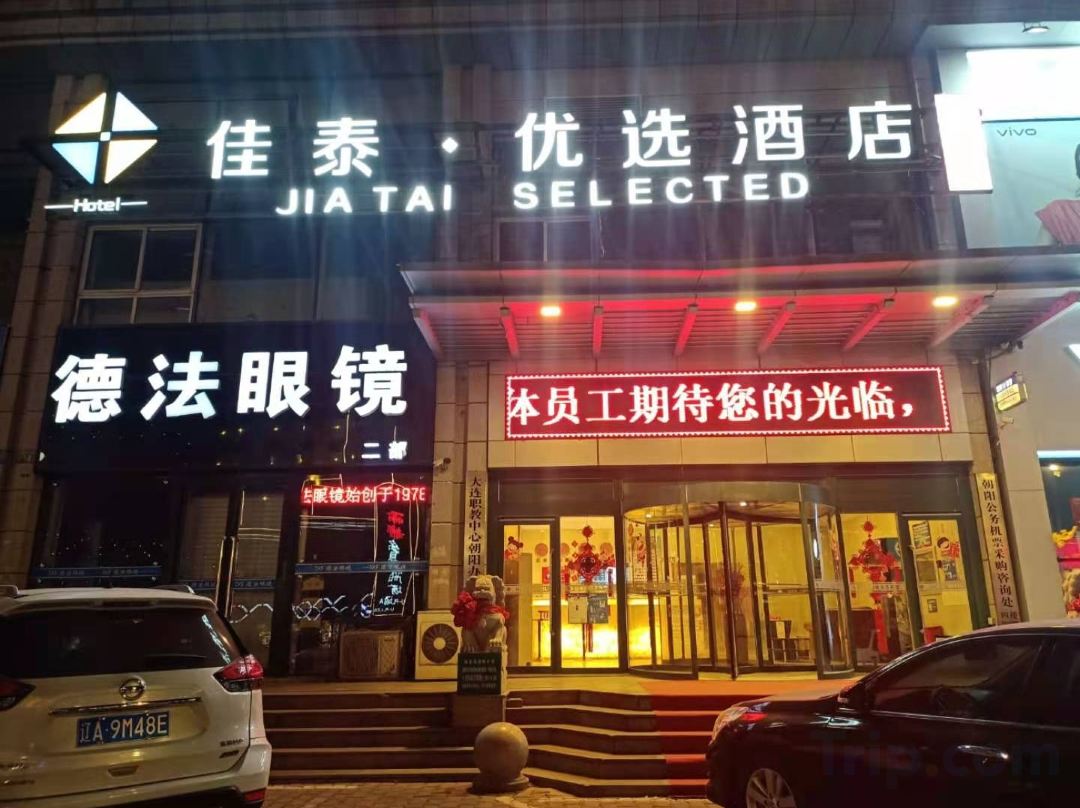 佳泰·优选酒店
JIA TAI SELECTED
Hotel
vivo
德法眼镜
二部
体员工期待您的光临，
法眼镜始创于1978
大连职教中心朝阳
朝阳公务机票采购咨询处
辽A·9M48E
Trip.com